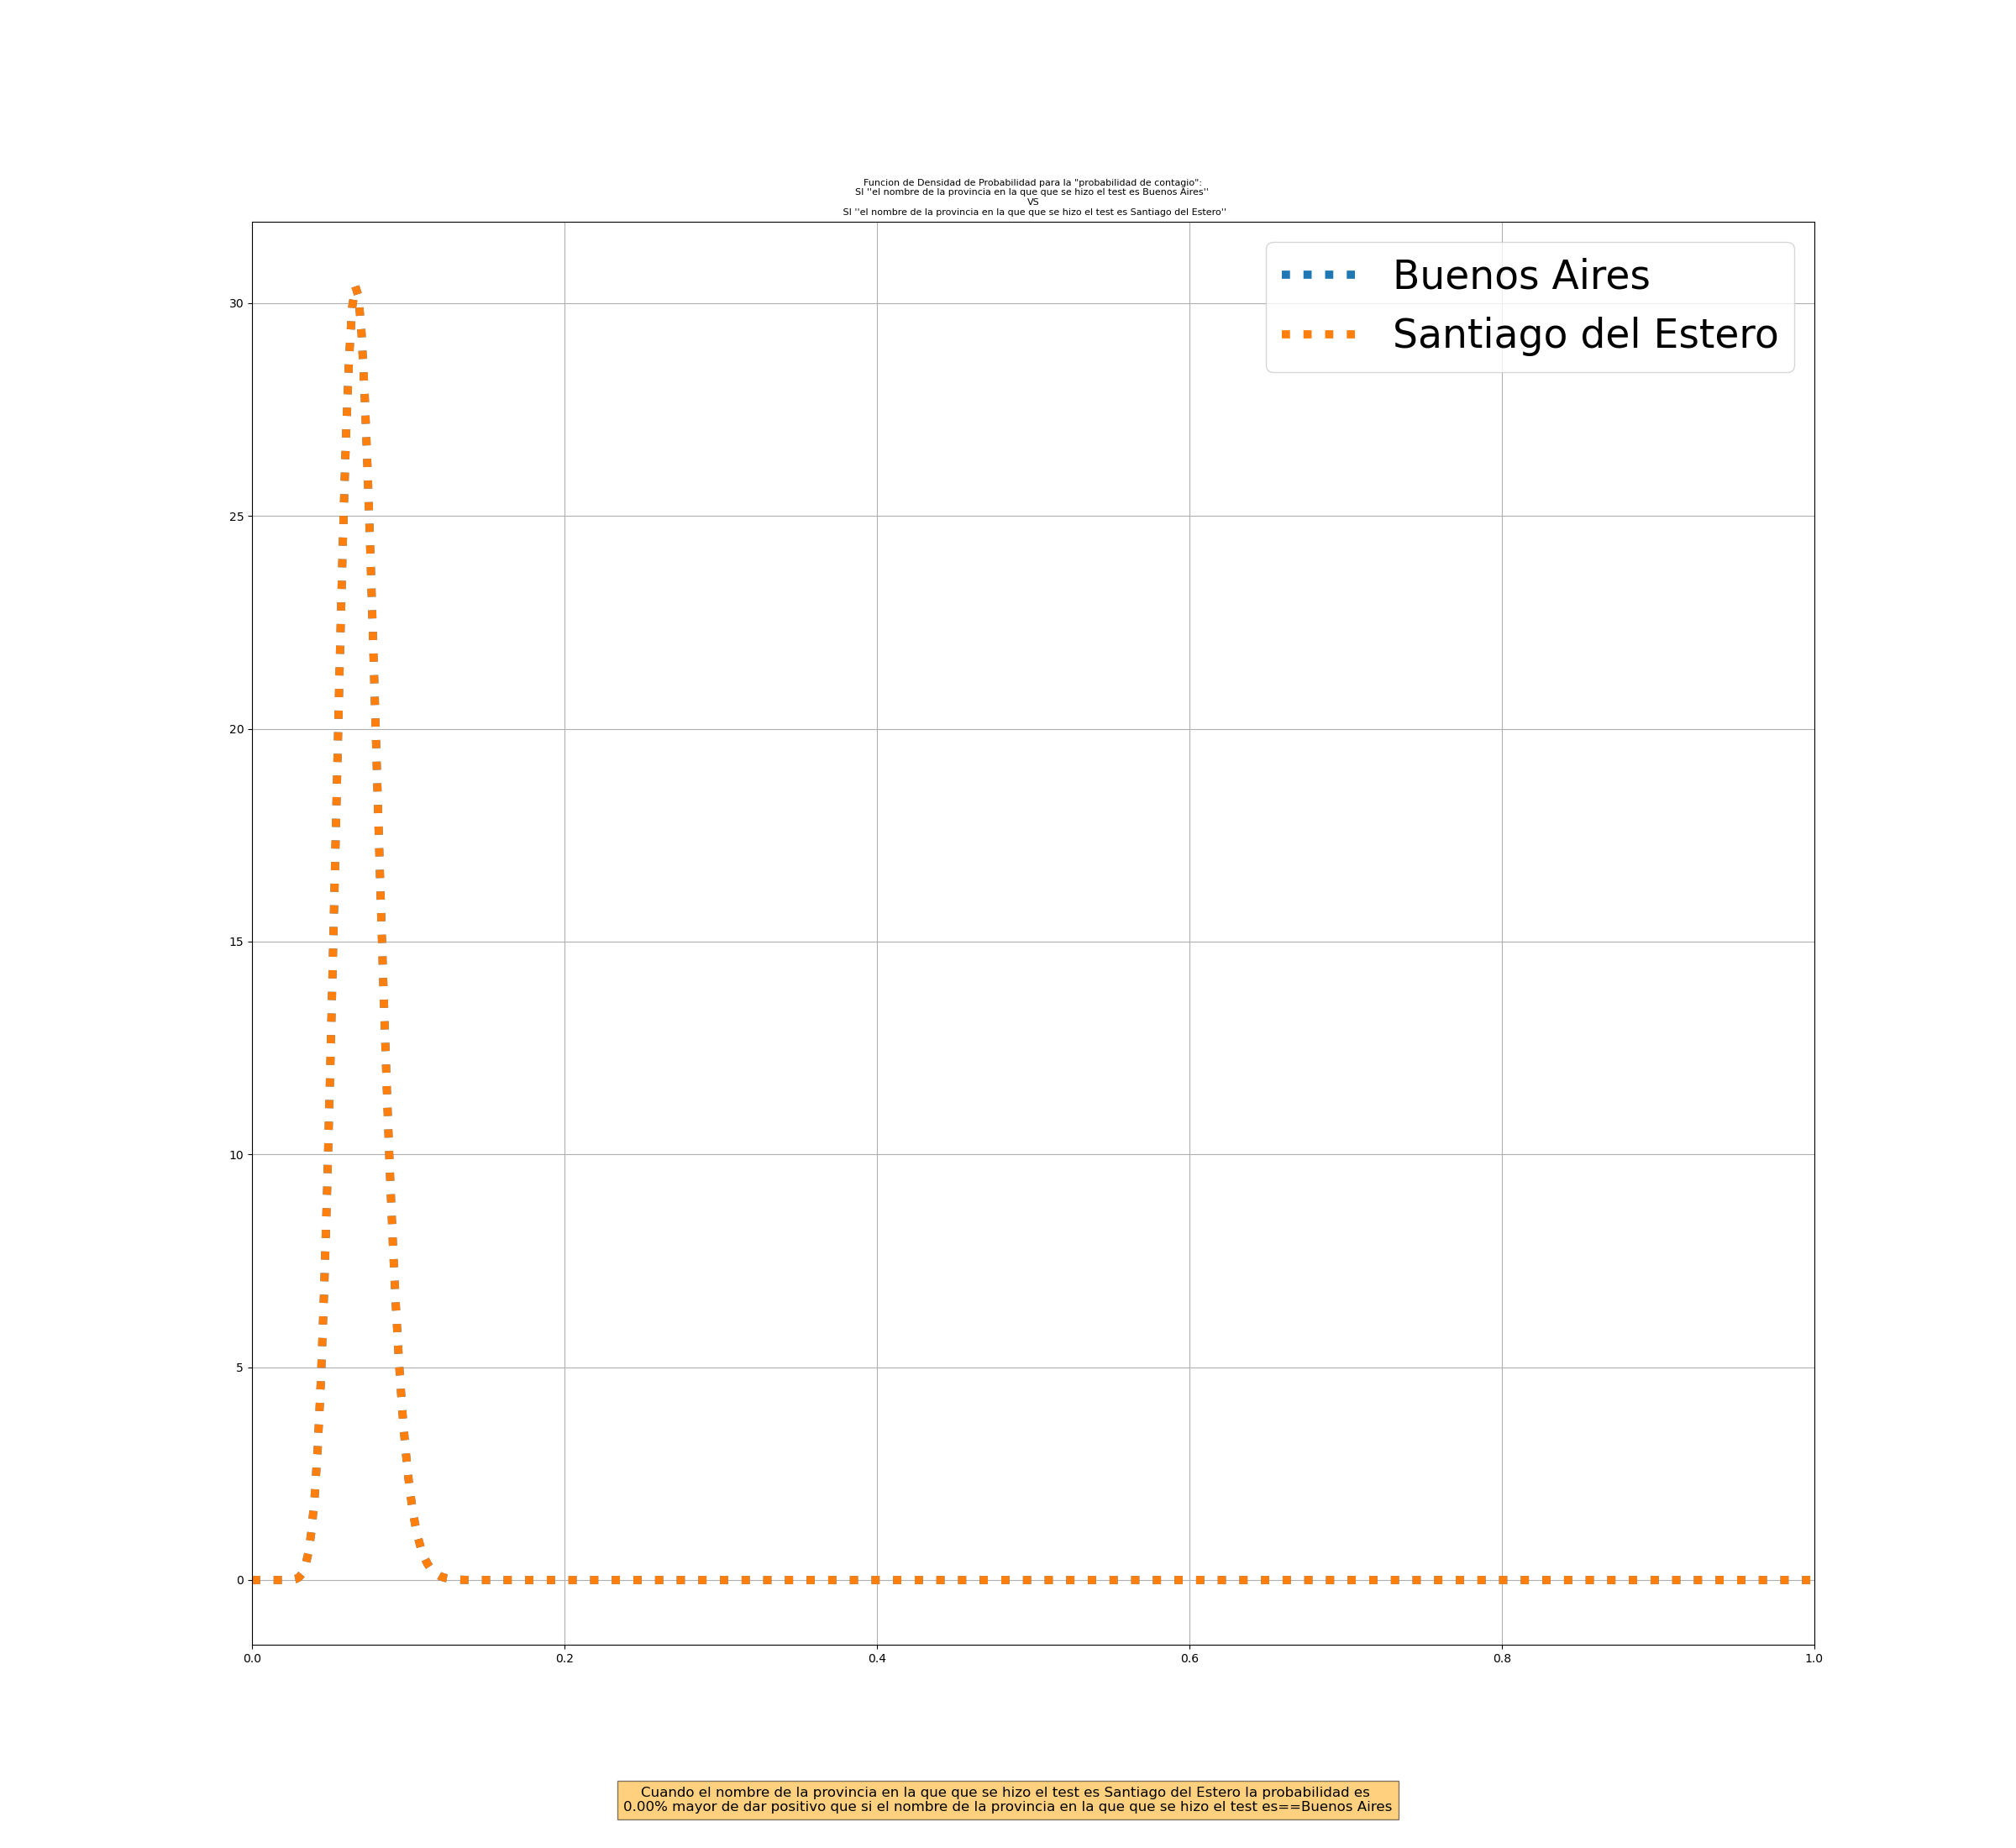 Funcion de Densidad de Probabilidad para la "probabilidad de contagio":
SI ''el nombre de la provincia en la que que se hizo el test es Buenos Aires''
VS
SI ''el nombre de la provincia en la que que se hizo el test es Santiago del Estero''
Buenos Aires
Santiago del Estero
30
25
20
15
10
5
0
0.0 0.2 0.4 0.6 0.8 1.0
Cuando el nombre de la provincia en la que que se hizo el test es Santiago del Estero la probabilidad es
0.00% mayor de dar positivo que si el nombre de la provincia en la que que se hizo el test es==Buenos Aires